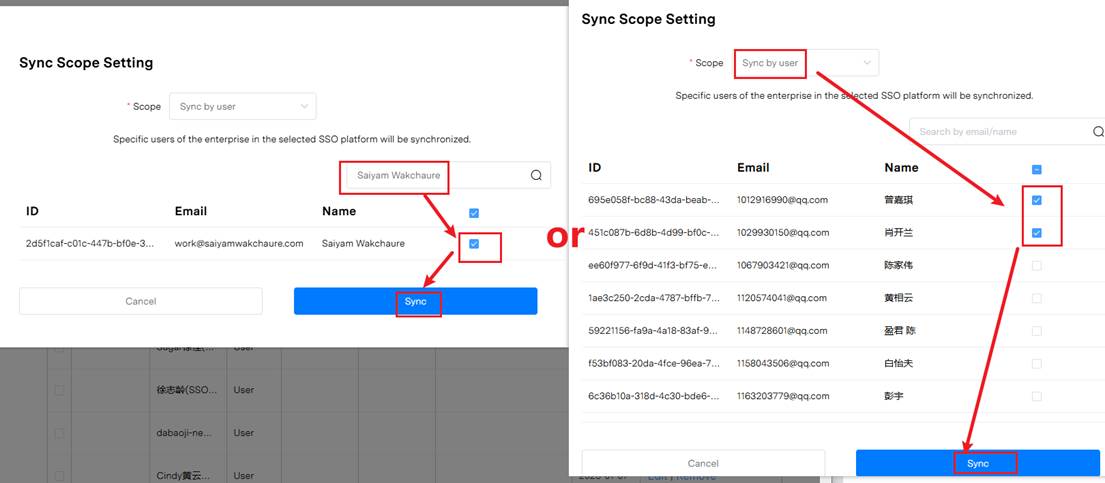 Sync Scope Setting
* Scope Sync by user
Specific users of the enterprise in the selected SSO platform will be synchronized.
Saiyam Wakchaure
ID Email Name
2d5f1caf-c01c-447b-bf0e-3... work@saiyamwakchaure.com Saiyam Wakchaure
Cancel Sync
User
徐志龄(SSO... User
dabaoji-ne... User
Cindy黄云... User
or
Sync Scope Setting
* Scope Sync by user
Specific users of the enterprise in the selected SSO platform will be synchronized.
Search by email/name
ID Email Name
695e058f-bc88-43da-beab-... 1012916990@qq.com 曾嘉琪
451c087b-6d8b-4d99-bf0c-... 1029930150@qq.com 肖开兰
ee60f977-6f9d-41f3-bf75-e... 1067903421@qq.com 陈家伟
1ae3c250-2cda-4787-bffb-7... 1120574041@qq.com 黄相云
59221156-fa9a-4a18-83af-9... 1148728601@qq.com 盈君 陈
f53bf083-20da-4fce-96ea-7... 1158043506@qq.com 白怡夫
6c36b10a-318d-4c30-bde6-... 1163203779@qq.com 彭宇
Cancel Sync